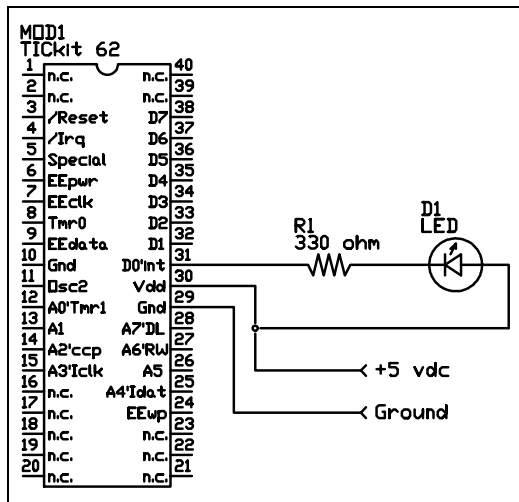 MOD1
TICkit 62
1 n.c. n.c. 40
2 n.c. n.c. 39
3 /Reset D7 38
4 /Irq D6 37
5 Special D5 36
6 EEpwr D4 35
7 EEclk D3 34
8 Tmr0 D2 33
9 EEdata D1 32
10 Gnd D0'Int 31
11 Osc2 Vdd 30
12 A0'Tmr1 Gnd 29
13 A1 A7'DL 28
14 A2'ccp A6'RW 27
15 A3'Iclk A5 26
16 n.c. A4'Idat 25
17 n.c. EEwp 24
18 n.c. n.c. 23
19 n.c. n.c. 22
20 n.c. n.c. 21
R1
330 ohm
D1
LED
+5 vdc
Ground